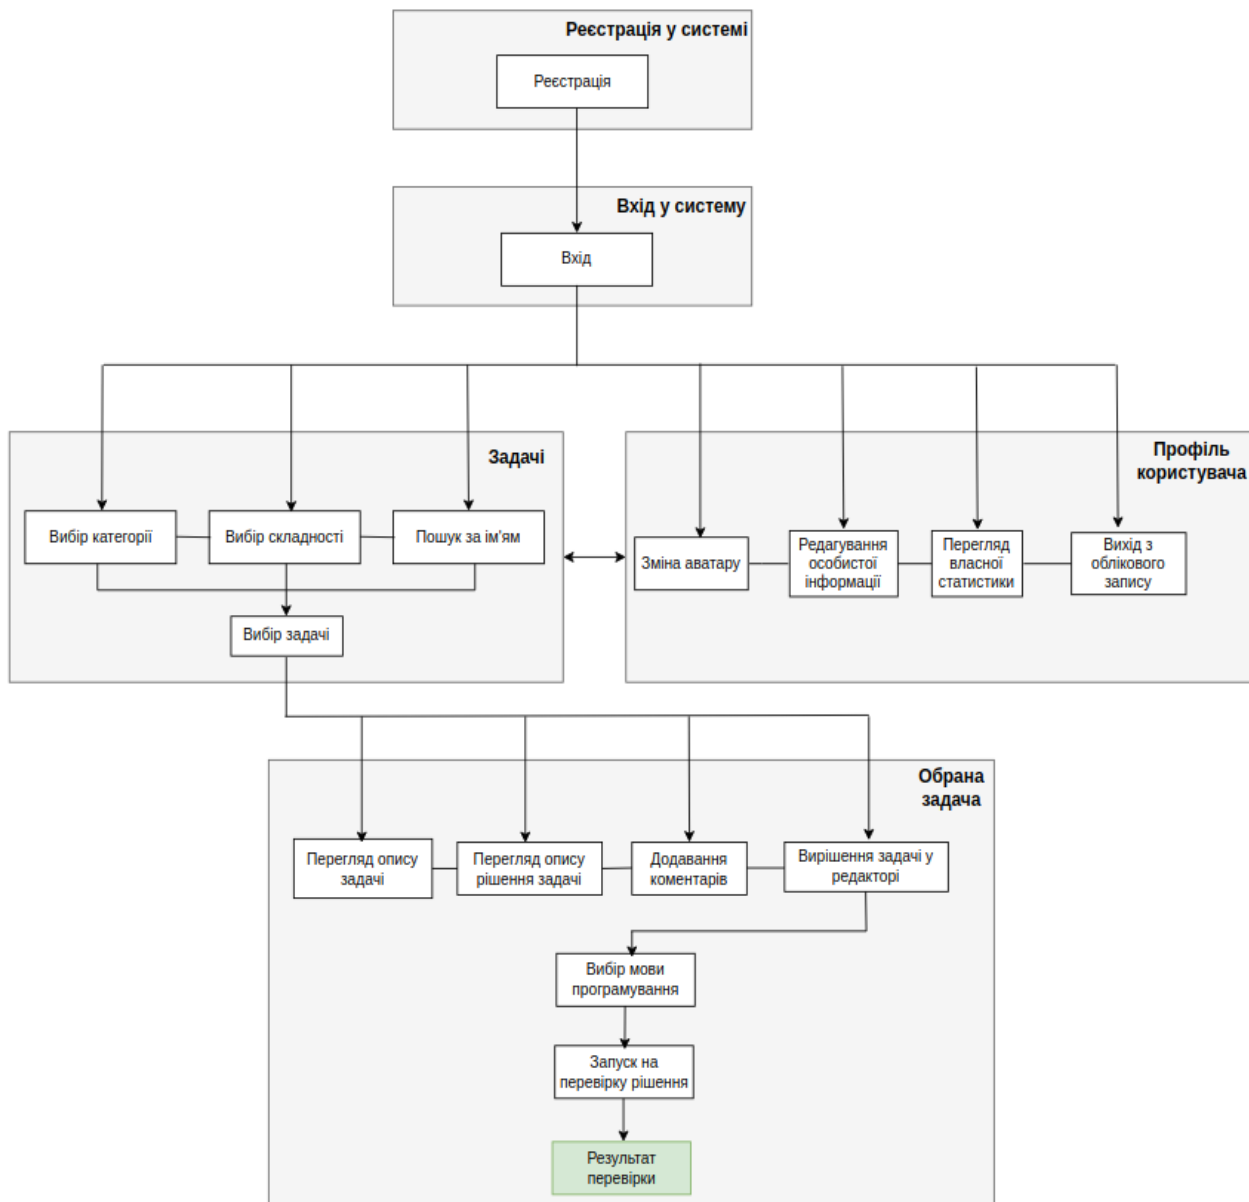 Реєстрація у системі
Реєстрація
Вхід у систему
Вхід
Задачі
Вибір категорії
Вибір складності
Пошук за ім'ям
Вибір задачі
Профіль
користувача
Зміна аватару
Редагування
особистої
інформації
Перегляд
власної
статистики
Вихід з
облікового
запису
Обрана
задача
Перегляд опису
задачі
Перегляд опису
рішення задачі
Додавання
коментарів
Вирішення задачі у
редакторі
Вибір мови
програмування
Запуск на
перевірку рішення
Результат
перевірки